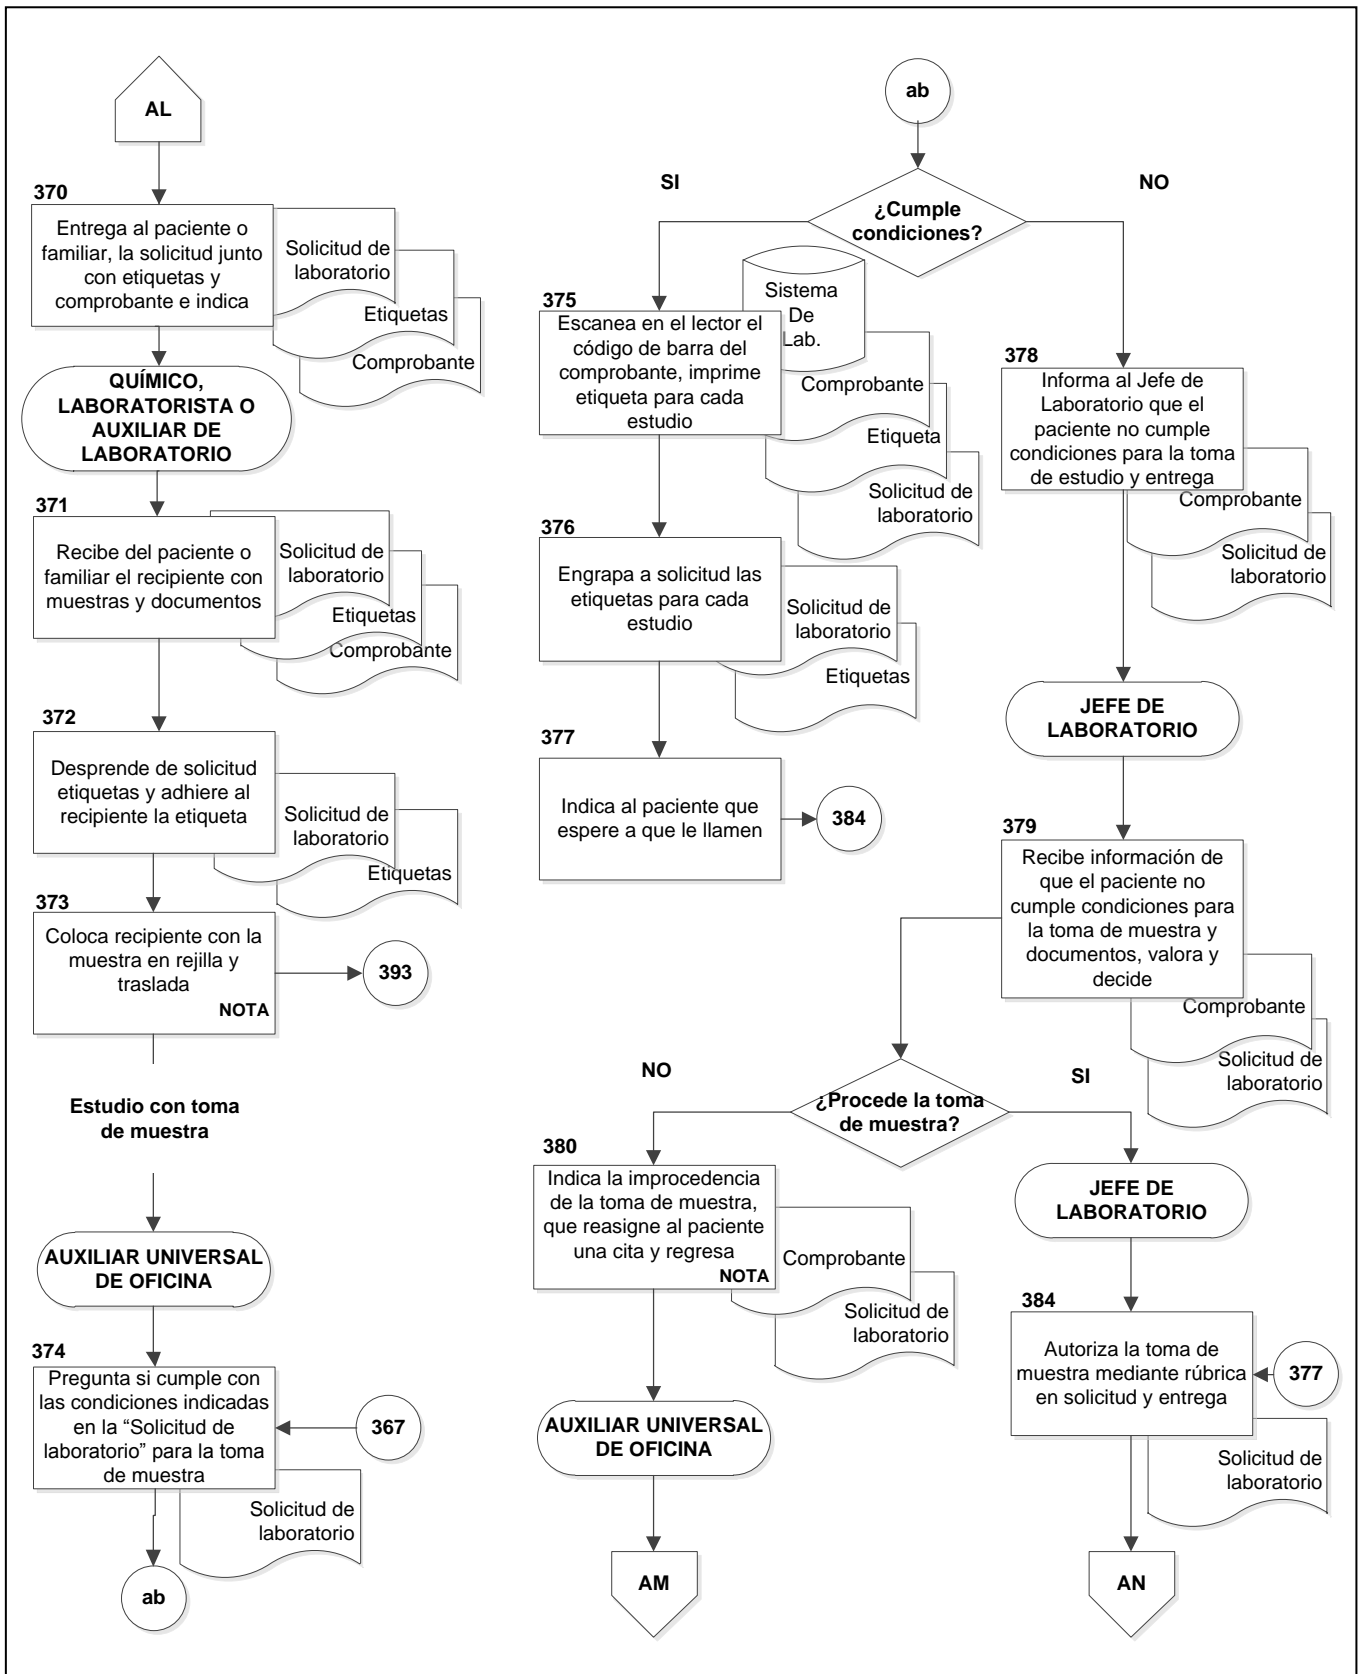 AL
370
Entrega al paciente o
familiar, la solicitud junto
con etiquetas y
comprobante e indica
Solicitud de
laboratorio
Etiquetas
Comprobante
QUÍMICO,
LABORATORISTA O
AUXILIAR DE
LABORATORIO
371
Recibe del paciente o
familiar el recipiente con
muestras y documentos
Solicitud de
laboratorio
Etiquetas
Comprobante
372
Desprende de solicitud
etiquetas y adhiere al
recipiente la etiqueta
Solicitud de
laboratorio
Etiquetas
373
Coloca recipiente con la
muestra en rejilla y
traslada
NOTA
393
Estudio con toma
de muestra
AUXILIAR UNIVERSAL
DE OFICINA
374
Pregunta si cumple con
las condiciones indicadas
en la “Solicitud de
laboratorio” para la toma
de muestra
367
Solicitud de
laboratorio
ab
ab
SI
NO
¿Cumple
condiciones?
375
Escanea en el lector el
código de barra del
comprobante, imprime
etiqueta para cada
estudio
Sistema
De
Lab.
Comprobante
Etiqueta
Solicitud de
laboratorio
376
Engrapa a solicitud las
etiquetas para cada
estudio
Solicitud de
laboratorio
Etiquetas
377
Indica al paciente que
espere a que le llamen
384
378
Informa al Jefe de
Laboratorio que el
paciente no cumple
condiciones para la toma
de estudio y entrega
Comprobante
Solicitud de
laboratorio
JEFE DE
LABORATORIO
379
Recibe información de
que el paciente no
cumple condiciones para
la toma de muestra y
documentos, valora y
decide
Comprobante
Solicitud de
laboratorio
NO
SI
¿Procede la toma
de muestra?
380
Indica la improcedencia
de la toma de muestra,
que reasigne al paciente
una cita y regresa
NOTA
Comprobante
Solicitud de
laboratorio
AUXILIAR UNIVERSAL
DE OFICINA
AM
JEFE DE
LABORATORIO
384
Autoriza la toma de
muestra mediante rúbrica
en solicitud y entrega
377
Solicitud de
laboratorio
AN